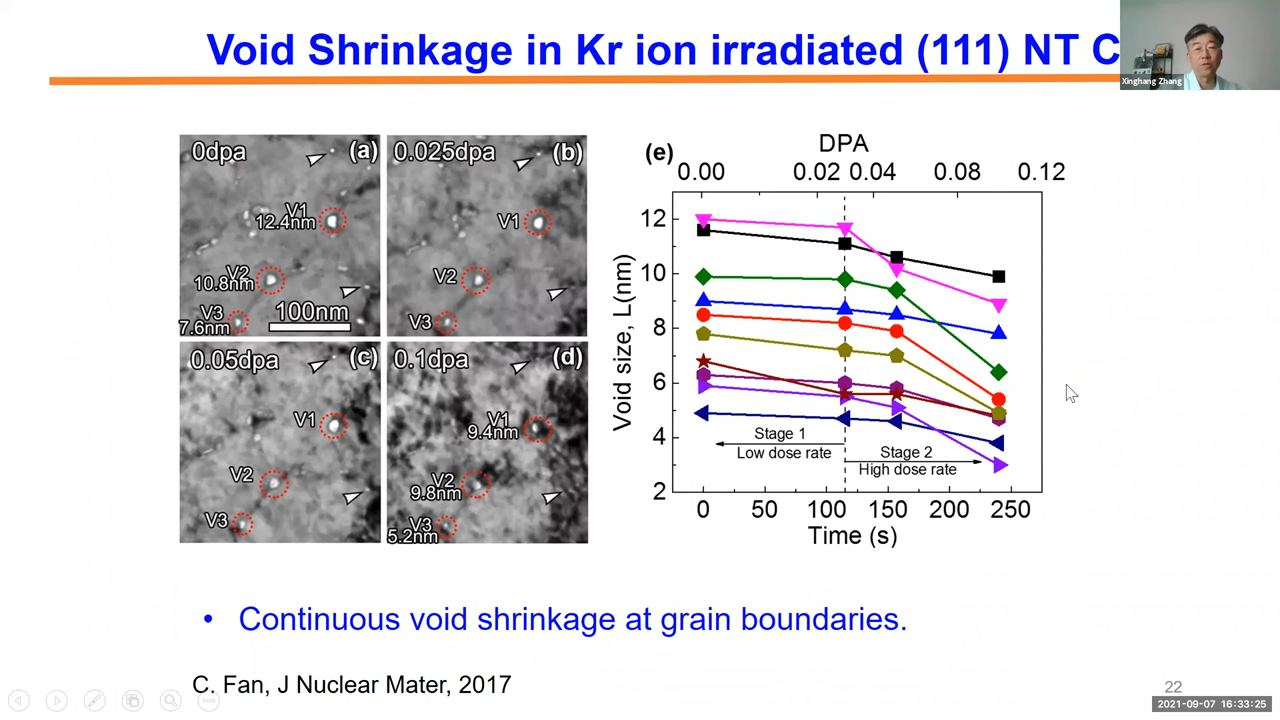 Void Shrinkage in Kr ion irradiated (111) NT C
Xinghang Zhang
0dpa
(a)
V1
12.4nm
V2
10.8nm
V3
7.6nm
100nm
0.025dpa
(b)
V1
V2
V3
0.05dpa
(c)
V1
V2
V3
0.1dpa
(d)
V1
9.4nm
V2
9.8nm
V3
5.2nm
(e)
DPA
0.00 0.02 0.04 0.08 0.12
12
10
8
6
4
2
Void size, L(nm)
Stage 1
Low dose rate
Stage 2
High dose rate
0 50 100 150 200 250
Time (s)
• Continuous void shrinkage at grain boundaries.
C. Fan, J Nuclear Mater, 2017
22
2021-09-07 16:33:25